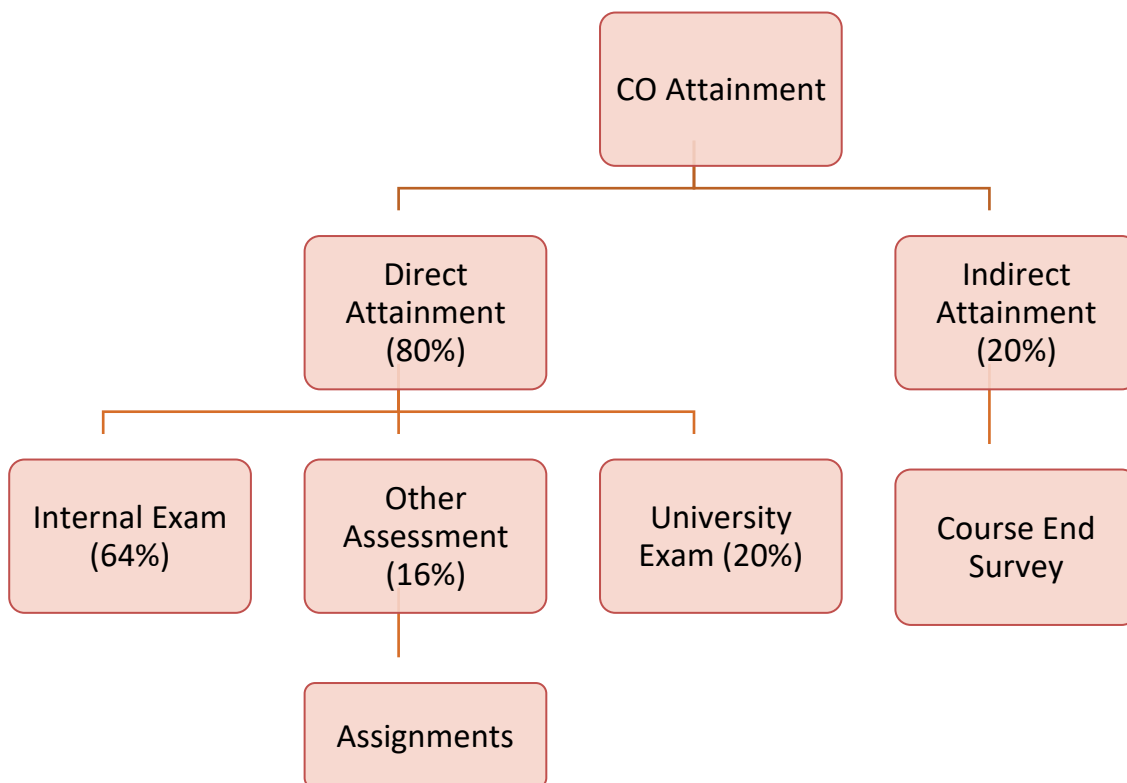 CO Attainment
Direct
Attainment
(80%)
Indirect
Attainment
(20%)
Internal Exam
(64%)
Other
Assessment
(16%)
University
Exam (20%)
Course End
Survey
Assignments